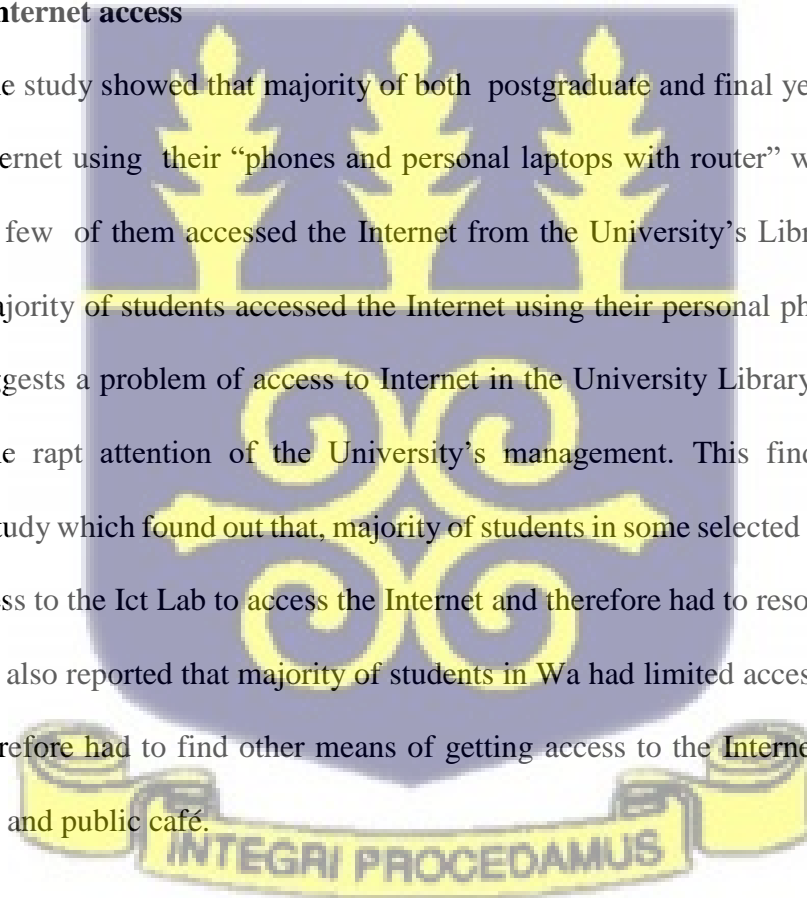 nternet access
e study showed that majority of both postgraduate and final ye
ernet using their “phones and personal laptops with router” w
few of them accessed the Internet from the University’s Libr
ajority of students accessed the Internet using their personal ph
ggests a problem of access to Internet in the University Library
e rapt attention of the University’s management. This find
tudy which found out that, majority of students in some selected
ess to the Ict Lab to access the Internet and therefore had to reso
also reported that majority of students in Wa had limited acces
refore had to find other means of getting access to the Interne
and public café.
INTEGRI PROCEDAMUS